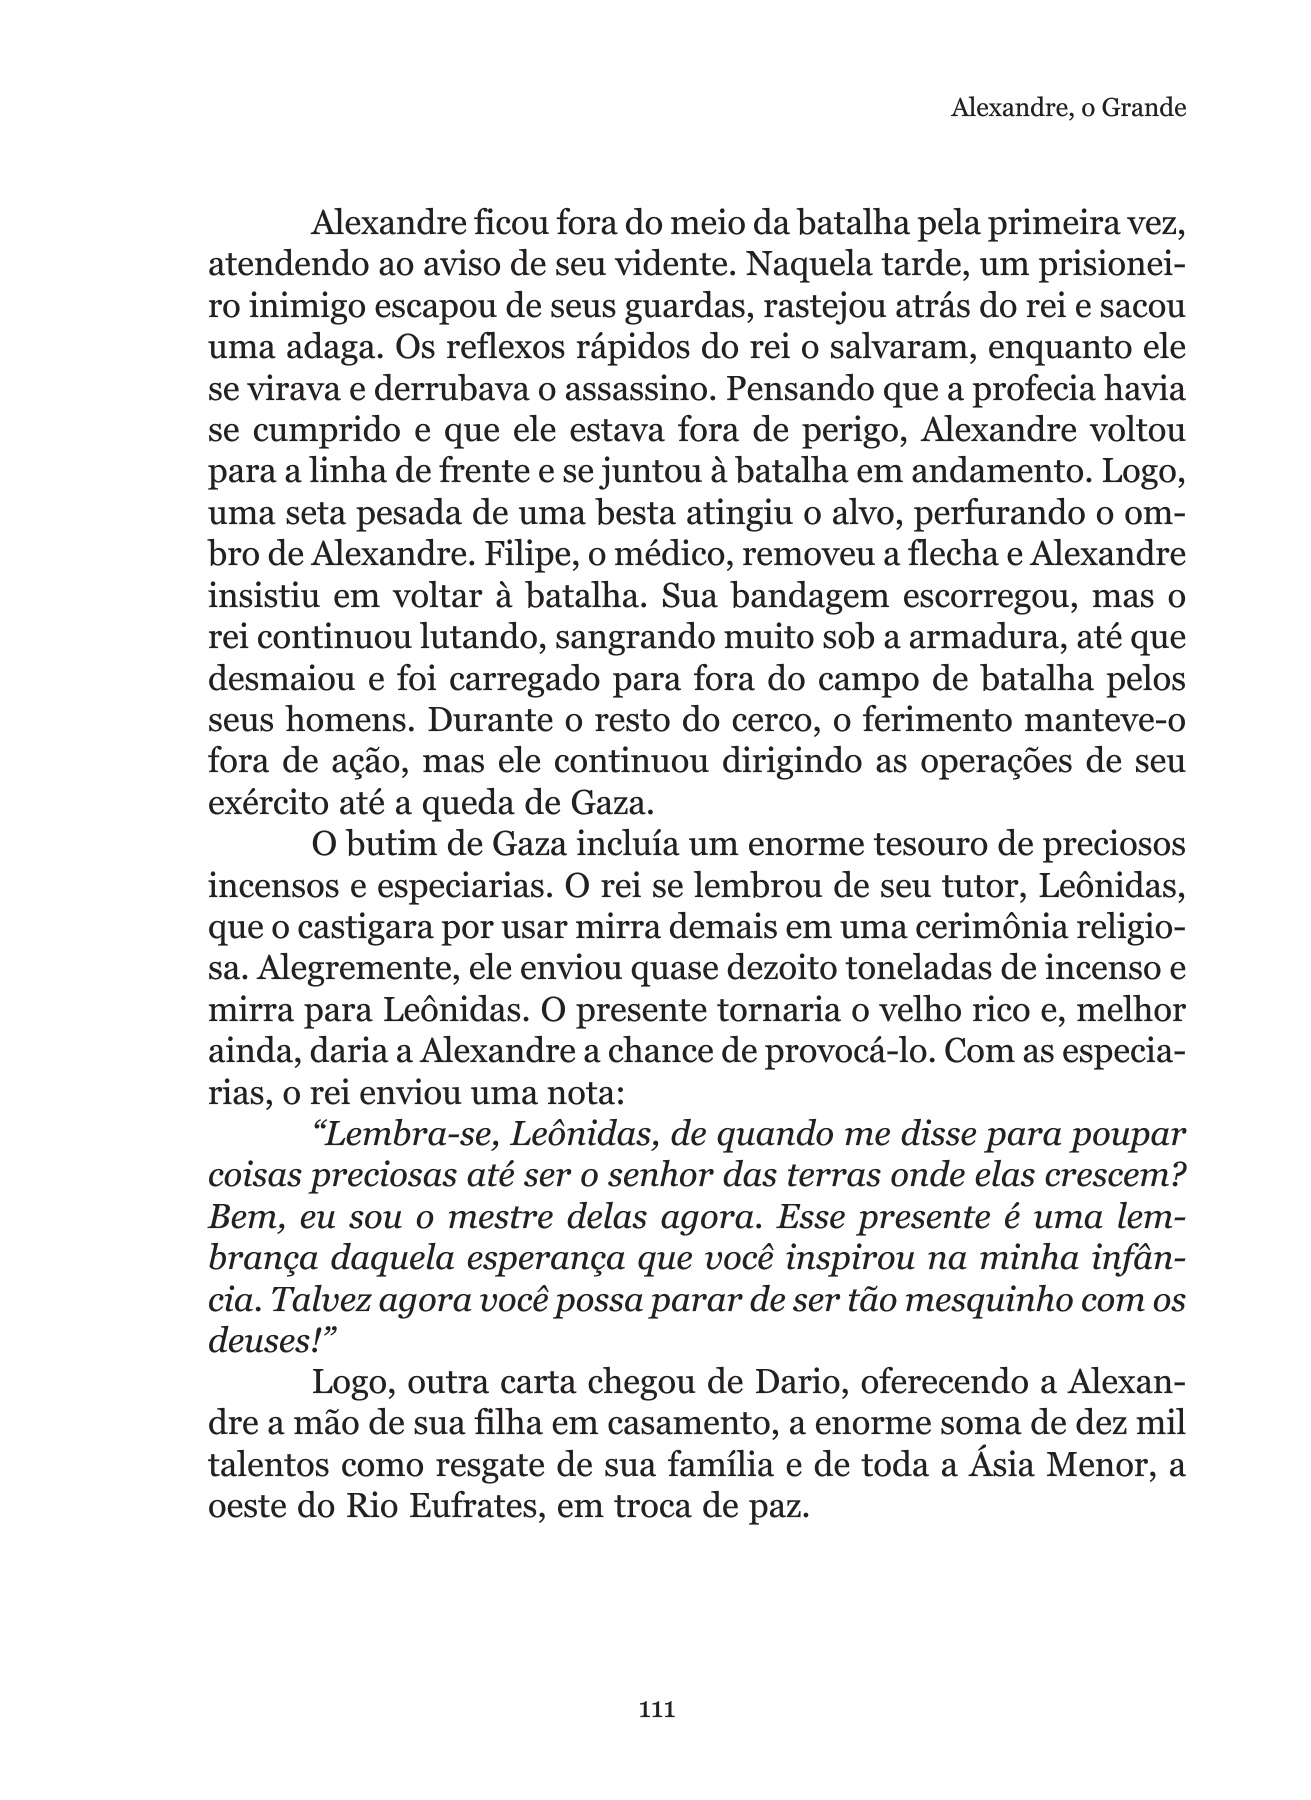 Alexandre, o Grande
Alexandre ficou fora do meio da batalha pela primeira vez,
atendendo ao aviso de seu vidente. Naquela tarde, um prisionei-
ro inimigo escapou de seus guardas, rastejou atrás do rei e sacou
uma adaga. Os reflexos rápidos do rei o salvaram, enquanto ele
se virava e derrubava o assassino. Pensando que a profecia havia
se cumprido e que ele estava fora de perigo, Alexandre voltou
para a linha de frente e se juntou à batalha em andamento. Logo,
uma seta pesada de uma besta atingiu o alvo, perfurando o om-
bro de Alexandre. Filipe, o médico, removeu a flecha e Alexandre
insistiu em voltar à batalha. Sua bandagem escorregou, mas o
rei continuou lutando, sangrando muito sob a armadura, até que
desmaiou e foi carregado para fora do campo de batalha pelos
seus homens. Durante o resto do cerco, o ferimento manteve-o
fora de ação, mas ele continuou dirigindo as operações de seu
exército até a queda de Gaza.
O butim de Gaza incluía um enorme tesouro de preciosos
incensos e especiarias. O rei se lembrou de seu tutor, Leônidas,
que o castigara por usar mirra demais em uma cerimônia religio-
sa. Alegremente, ele enviou quase dezoito toneladas de incenso e
mirra para Leônidas. O presente tornaria o velho rico e, melhor
ainda, daria a Alexandre a chance de provocá-lo. Com as especia-
rias, o rei enviou uma nota:
“Lembra-se, Leônidas, de quando me disse para poupar
coisas preciosas até ser o senhor das terras onde elas crescem?
Bem, eu sou o mestre delas agora. Esse presente é uma lem-
brança daquela esperança que você inspirou na minha infân-
cia. Talvez agora você possa parar de ser tão mesquinho com os
deuses!”
Logo, outra carta chegou de Dario, oferecendo a Alexan-
dre a mão de sua filha em casamento, a enorme soma de dez mil
talentos como resgate de sua família e de toda a Ásia Menor, a
oeste do Rio Eufrates, em troca de paz.
111